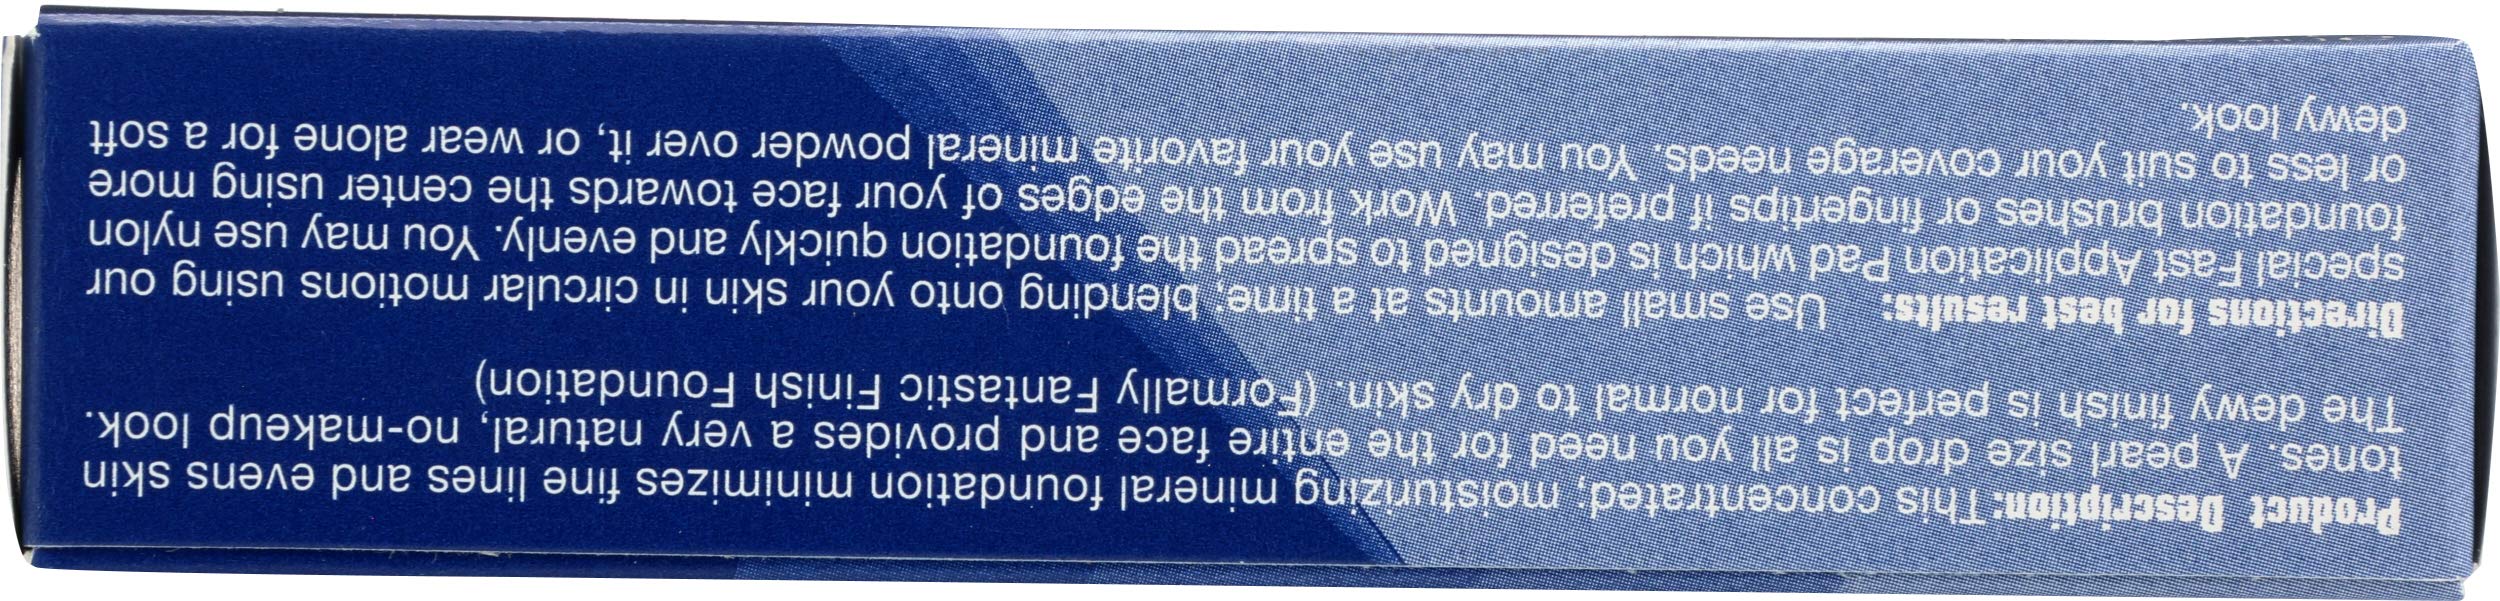 Product Description: This concentrated; moisturizing mineral foundation minimizes fine lines and evens skin
tones. A pearl size drop is all you need for the entire face and provides a very natural, no-makeup look.
The dewy finish is perfect for normal to dry skin. (Formally Fantastic Finish Foundation)
Directions for best results: Use small amounts at a time; blending onto your skin in circular motions using our
special Fast Application Pad which is designed to spread the foundation quickly and evenly. You may use nylon
foundation brushes or fingertips if preferred. Work from the edges of your face towards the center using more
or less to suit your coverage needs. You may use your favorite mineral powder over it, or wear alone for a soft
dewy look.